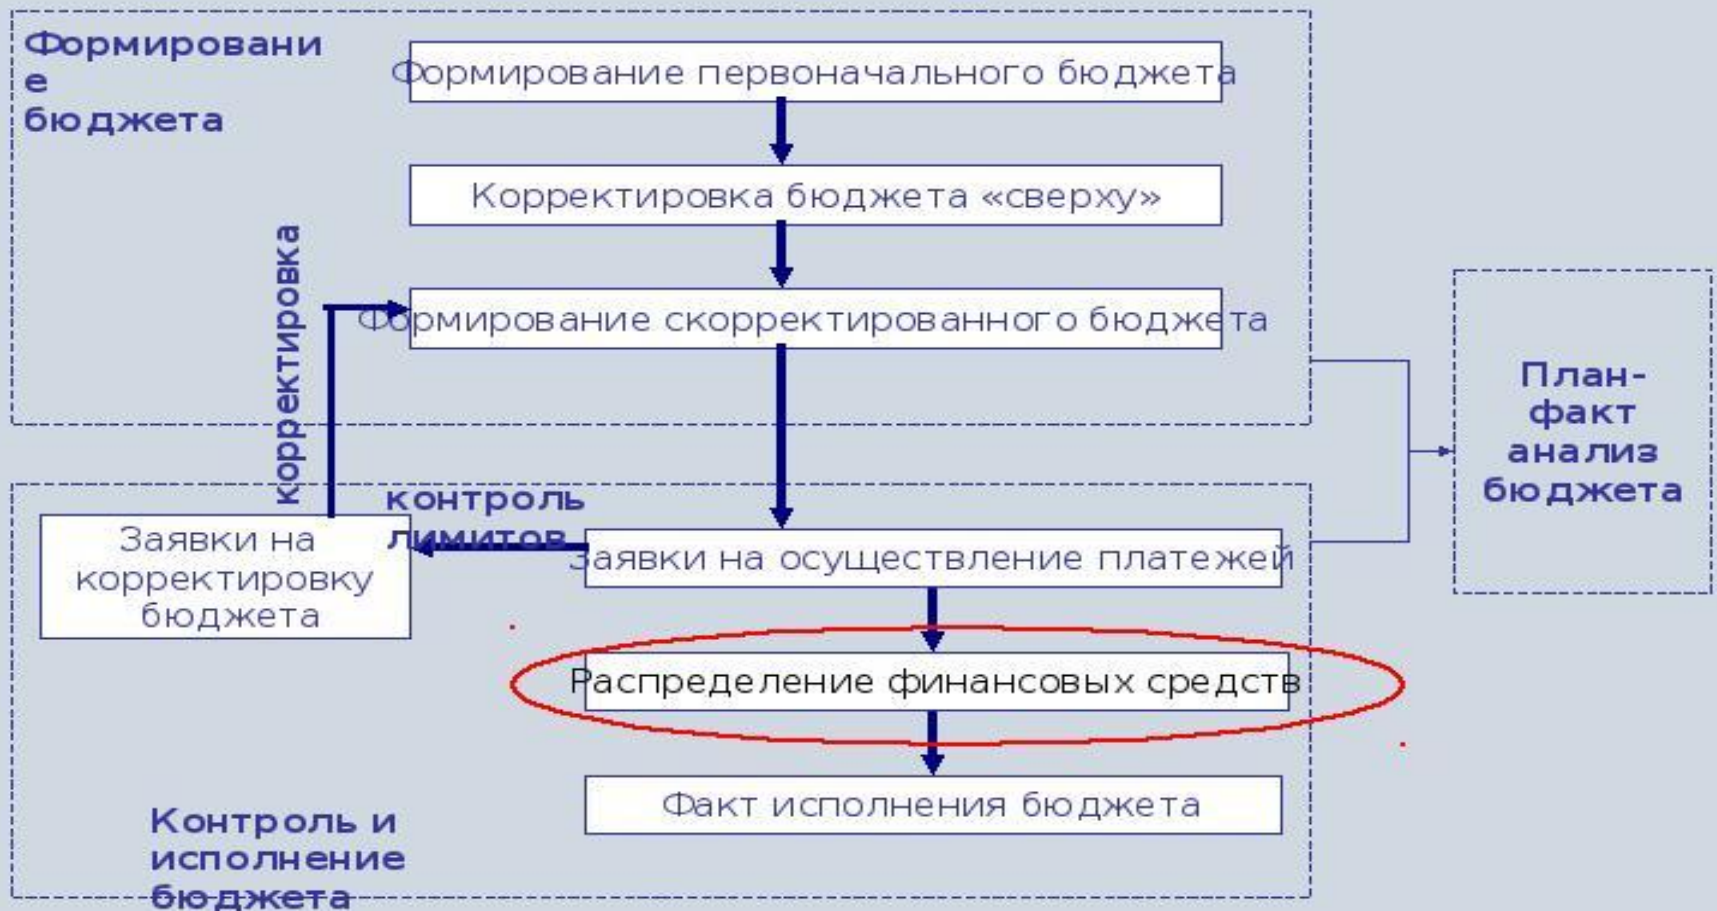 Формировани
е
бюджета
Формирование первоначального бюджета
Корректировка бюджета «сверху»
корректировка
Формирование скорректированного бюджета
План-
факт
анализ
бюджета
контроль
лимитов
Заявки на
корректировку
бюджета
Заявки на осуществление платежей
Распределение финансовых средств
Факт исполнения бюджета
Контроль и
исполнение
бюджета